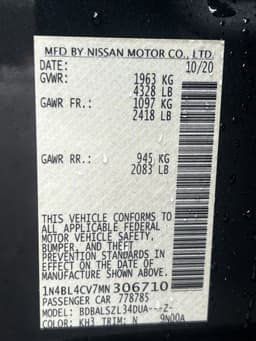 MFD BY NISSAN MOTOR CO., LTD.
DATE: 10/20
GVWR: 1963 KG
4328 LB
GAWR FR.: 1097 KG
2418 LB
GAWR RR.: 945 KG
2083 LB
THIS VEHICLE CONFORMS TO
ALL APPLICABLE FEDERAL
MOTOR VEHICLE SAFETY,
BUMPER, AND THEFT
PREVENTION STANDARDS IN
EFFECT ON THE DATE OF
MANUFACTURE SHOWN ABOVE.
1N4BL4CV7MN306710
PASSENGER CAR 778785
MODEL: BDBALSZL34DUA---Z-
COLOR: KH3 TRIM: N 9N00A